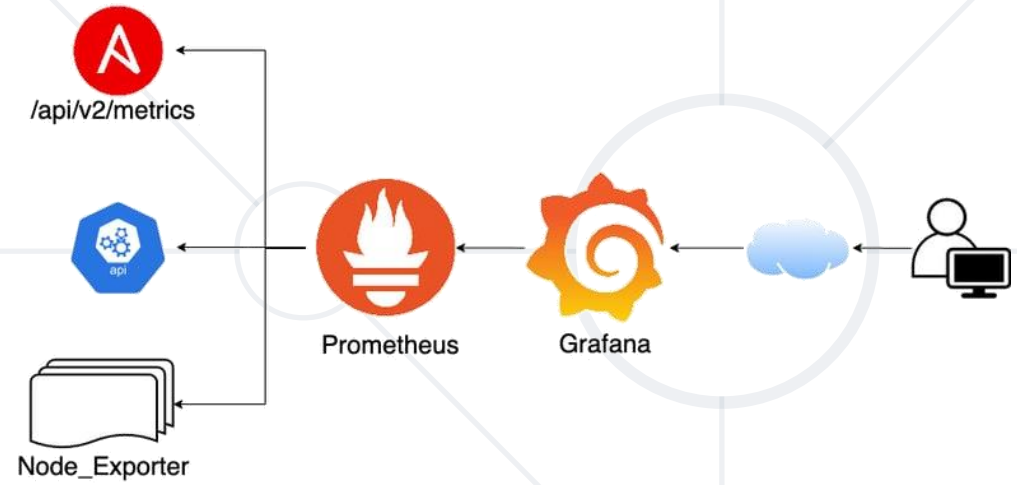 /api/v2/metrics
api
Prometheus
Grafana
Node_Exporter